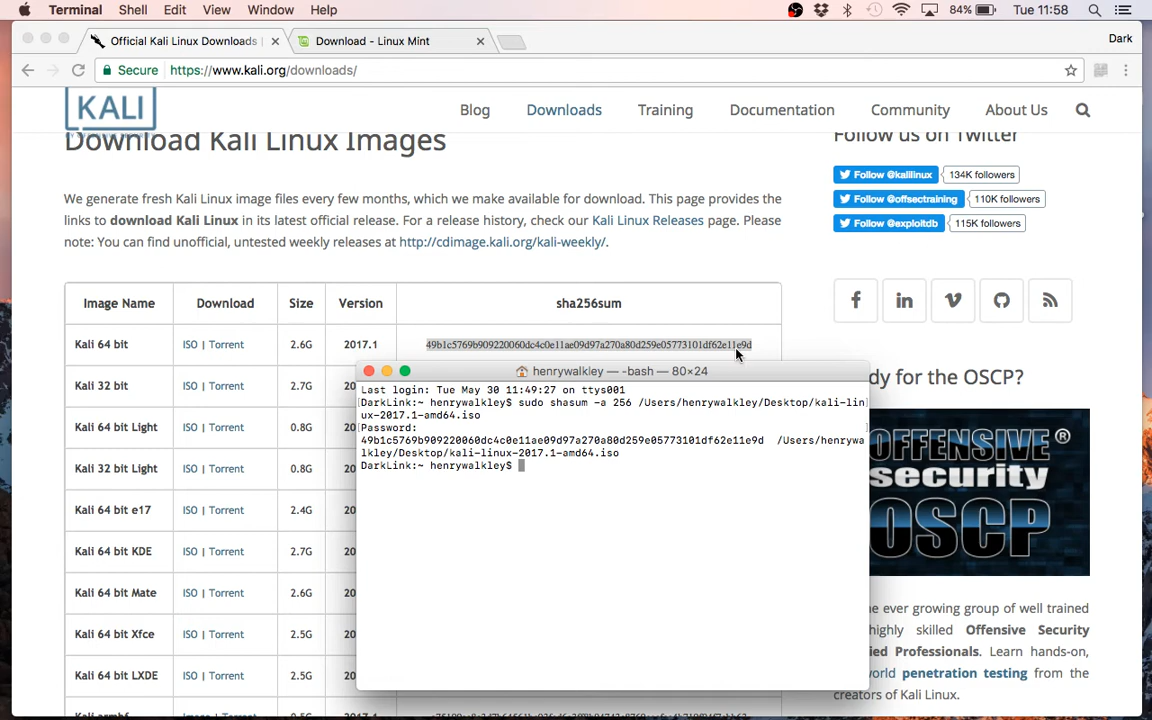 Terminal Shell Edit View Window Help 84% Tue 11:58
Official Kali Linux Downloads Download - Linux Mint Dark
Secure https://www.kali.org/downloads/
KALI Blog Downloads Training Documentation Community About Us
Download Kali Linux Images
Follow us on Twitter
We generate fresh Kali Linux image files every few months, which we make available for download. This page provides the
links to download Kali Linux in its latest official release. For a release history, check our Kali Linux Releases page. Please
note: You can find unofficial, untested weekly releases at http://cdimage.kali.org/kali-weekly/.
Follow @kalilinux 134K followers
Follow @offsectraining 110K followers
Follow @exploitdb 115K followers
Image Name Download Size Version sha256sum
Kali 64 bit ISO | Torrent 2.6G 2017.1 49b1c5769b909220060dc4c0e11ae09d97a270a80d259e05773101df62e11e9d
Kali 32 bit ISO | Torrent 2.7G 20
Kali 64 bit Light ISO | Torrent 0.8G 20
Kali 32 bit Light ISO | Torrent 0.8G 20
Kali 64 bit e17 ISO | Torrent 2.4G 20
Kali 64 bit KDE ISO | Torrent 2.7G 20
Kali 64 bit Mate ISO | Torrent 2.6G 20
Kali 64 bit Xfce ISO | Torrent 2.5G 20
Kali 64 bit LXDE ISO | Torrent 2.5G 20
henrywalkley — -bash — 80×24
Last login: Tue May 30 11:49:27 on ttys001
[DarkLink:~ henrywalkley$ sudo shasum -a 256 /Users/henrywalkley/Desktop/kali-lin]
ux-2017.1-amd64.iso
[Password: ]
49b1c5769b909220060dc4c0e11ae09d97a270a80d259e05773101df62e11e9d /Users/henrywa
lkley/Desktop/kali-linux-2017.1-amd64.iso
DarkLink:~ henrywalkley$
dy for the OSCP?
OFFENSIVE®
security
OSCP
e ever growing group of well trained
highly skilled Offensive Security
ied Professionals. Learn hands-on,
world penetration testing from the
creators of Kali Linux.